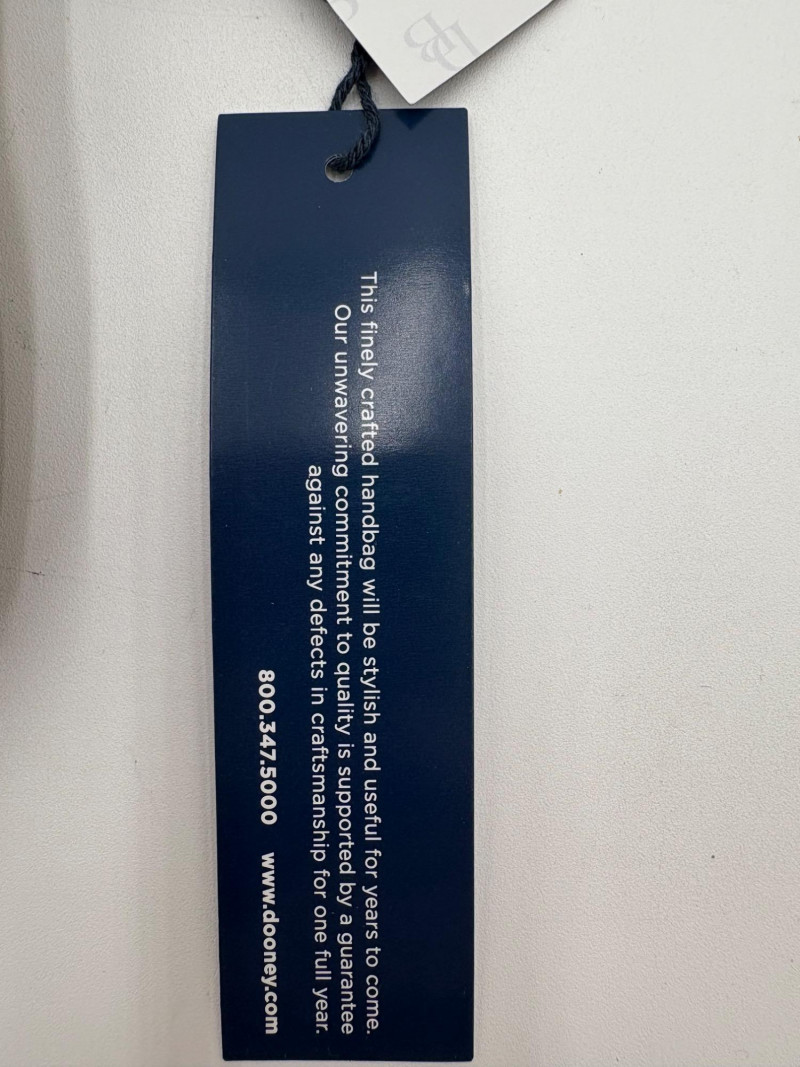 This finely crafted handbag will be stylish and useful for years to come.
Our unwavering commitment to quality is supported by a guarantee
against any defects in craftsmanship for one full year.
800.347.5000 www.dooney.com